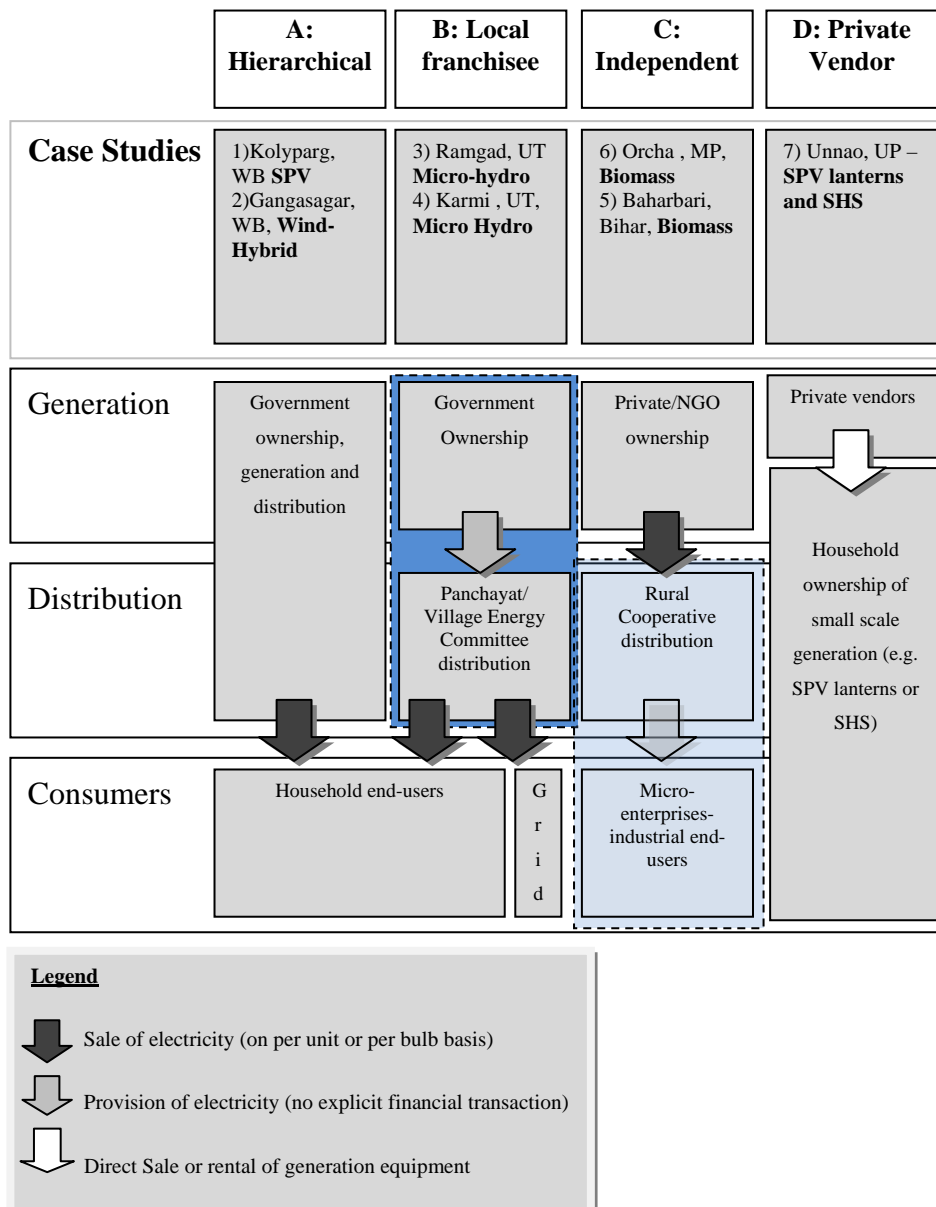 A:
Hierarchical
B: Local
franchisee
C:
Independent
D: Private
Vendor
Case Studies
1)Kolyparg,
WB SPV
2)Gangasagar,
WB, Wind-
Hybrid
3) Ramgad, UT
Micro-hydro
4) Karmi , UT,
Micro Hydro
6) Orcha , MP,
Biomass
5) Baharbari,
Bihar, Biomass
7) Unnao, UP –
SPV lanterns
and SHS
Generation
Government
ownership,
generation and
distribution
Government
Ownership
Private/NGO
ownership
Private vendors
Distribution
Panchayat/
Village Energy
Committee
distribution
Rural
Cooperative
distribution
Household
ownership of
small scale
generation (e.g.
SPV lanterns or
SHS)
Consumers
Household end-users
G
r
i
d
Micro-
enterprises-
industrial end-
users
Legend
Sale of electricity (on per unit or per bulb basis)
Provision of electricity (no explicit financial transaction)
Direct Sale or rental of generation equipment